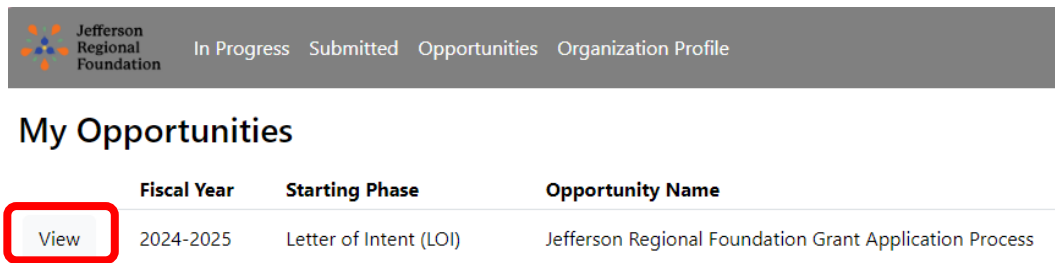 Jefferson
Regional
Foundation
In Progress Submitted Opportunities Organization Profile
My Opportunities
Fiscal Year Starting Phase Opportunity Name
View 2024-2025 Letter of Intent (LOI) Jefferson Regional Foundation Grant Application Process